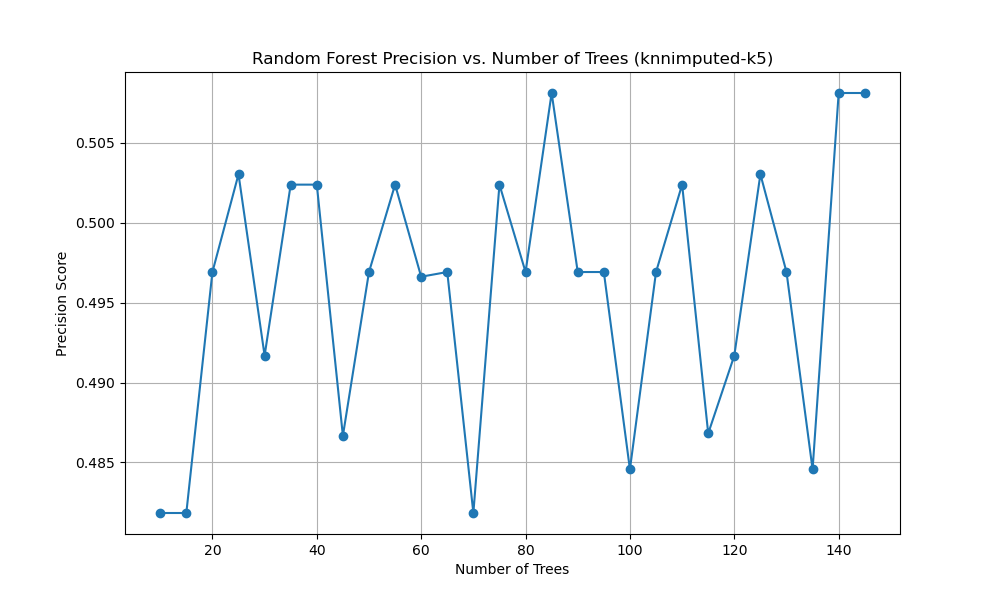 Random Forest Precision vs. Number of Trees (knnimputed-k5)
Precision Score
0.505
0.500
0.495
0.490
0.485
20 40 60 80 100 120 140
Number of Trees